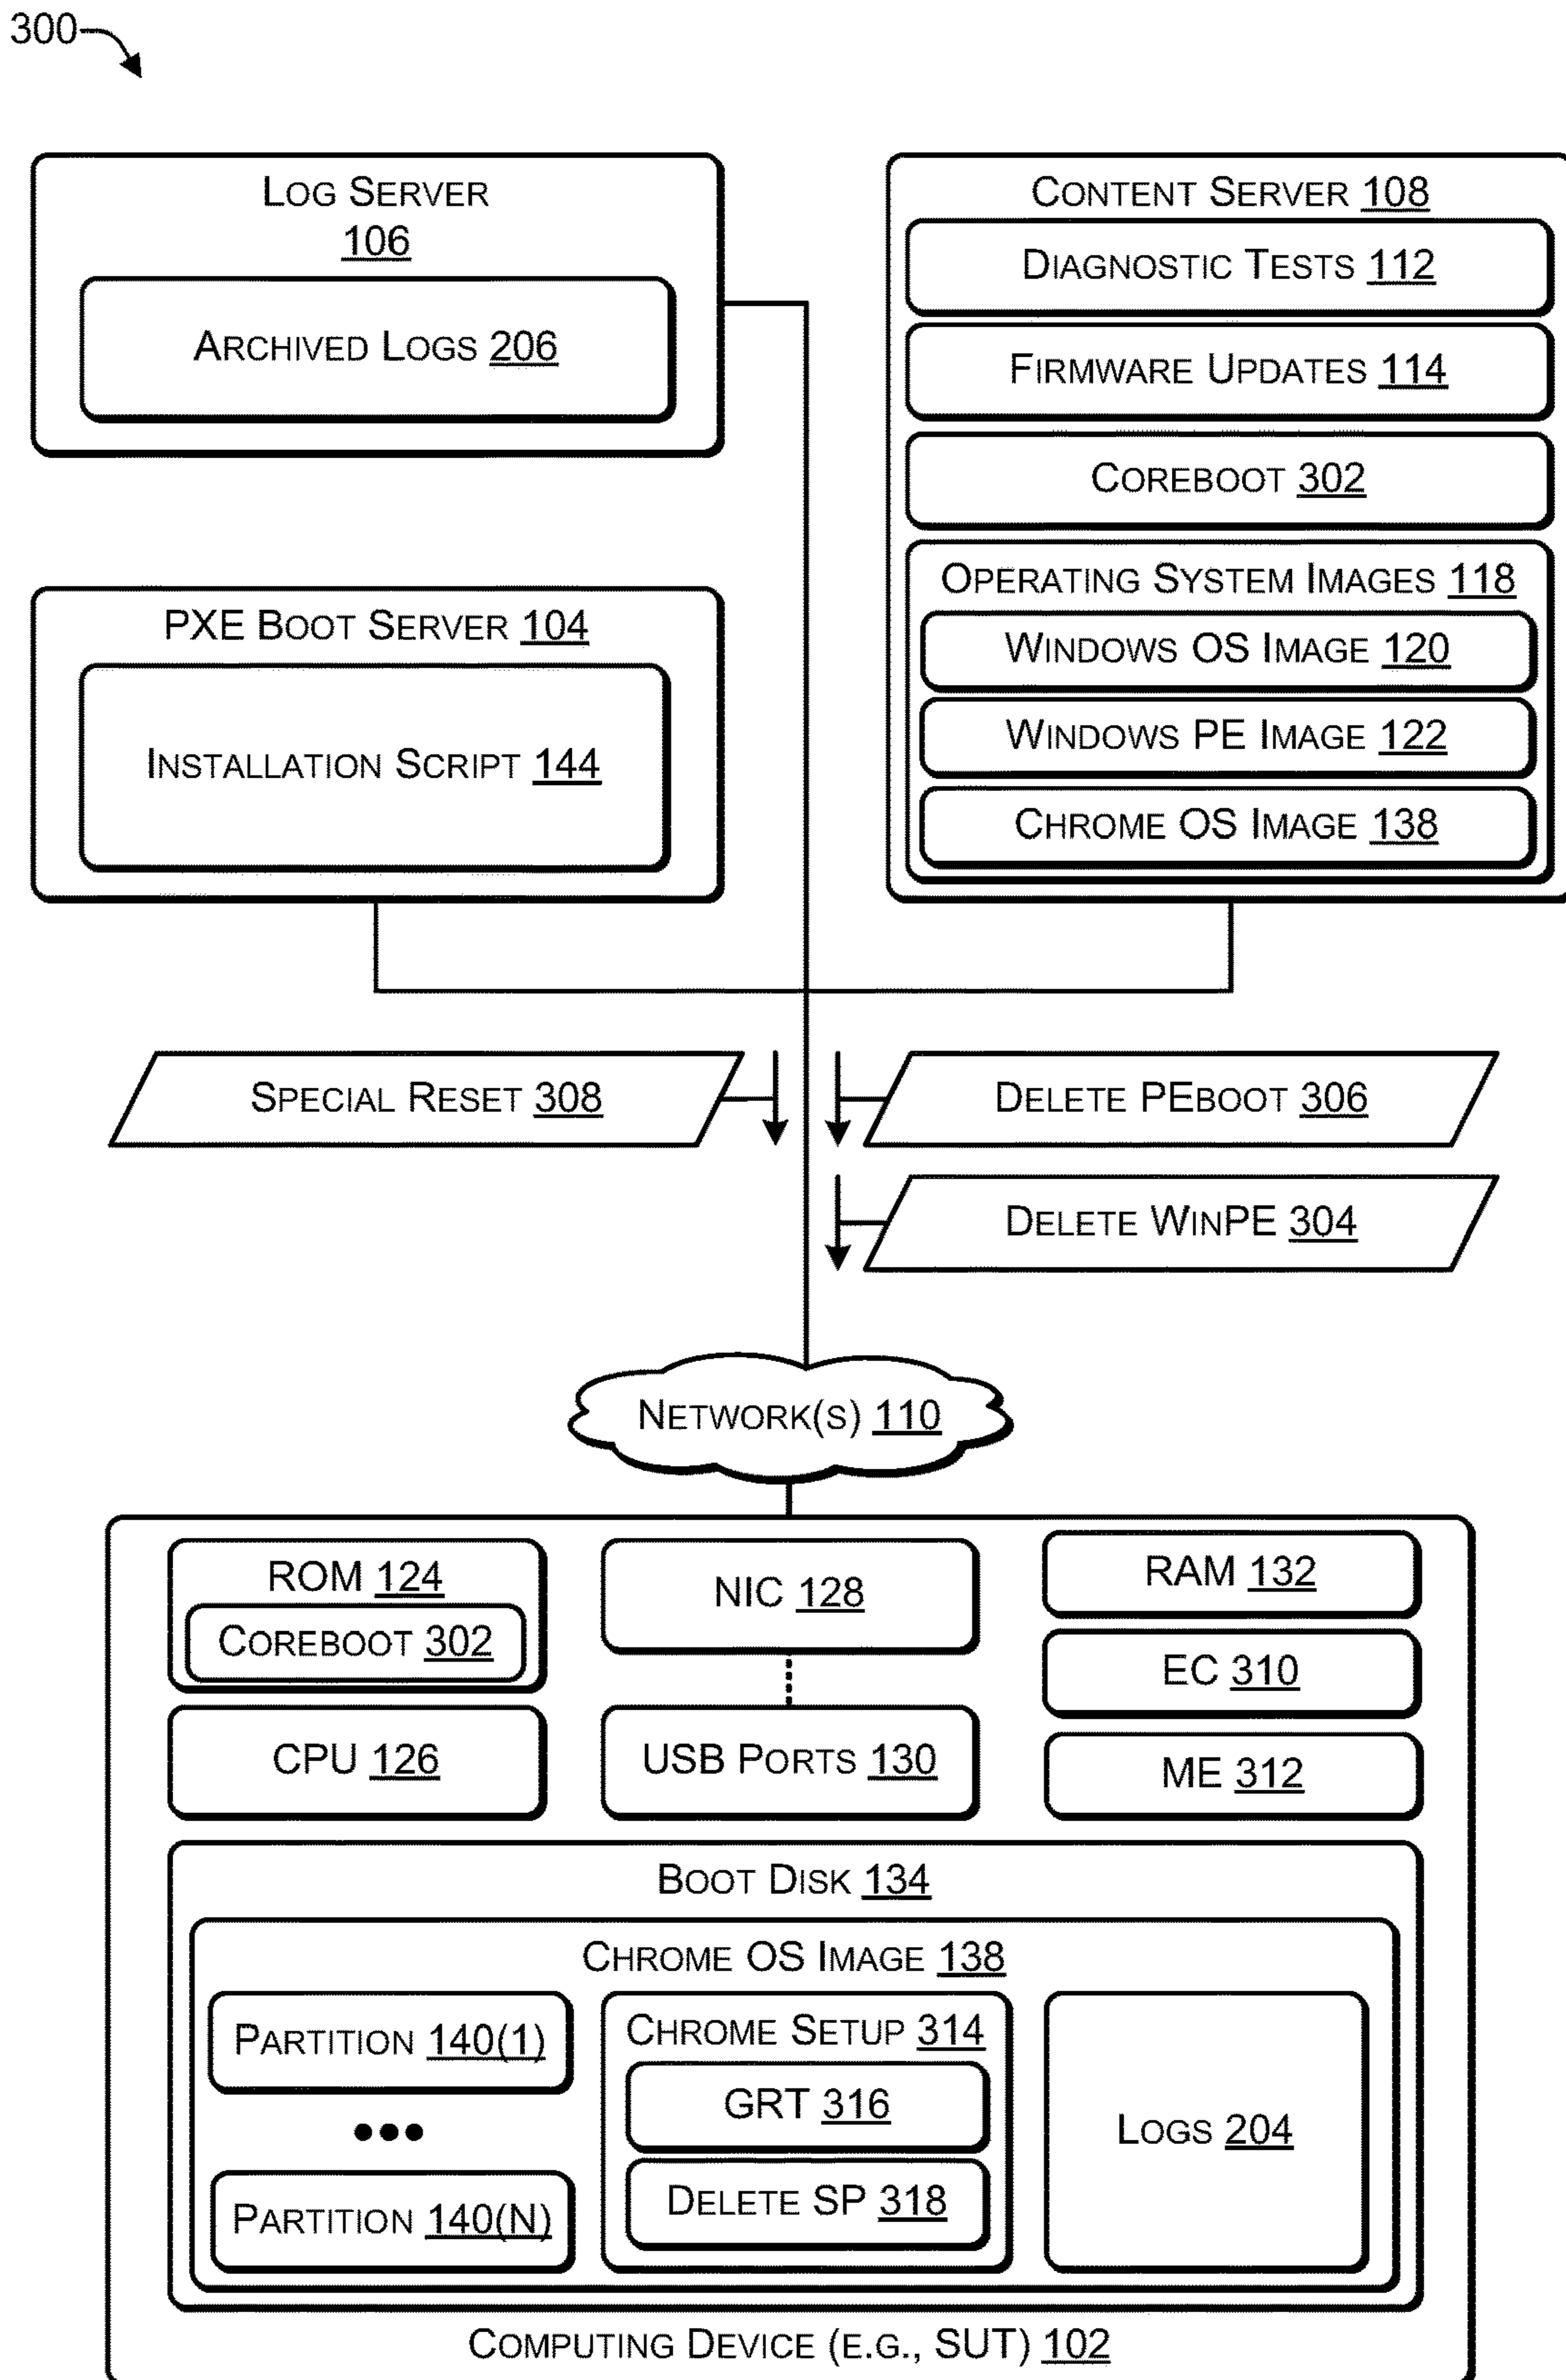 300
LOG SERVER
106
ARCHIVED LOGS 206
PXE BOOT SERVER 104
INSTALLATION SCRIPT 144
CONTENT SERVER 108
DIAGNOSTIC TESTS 112
FIRMWARE UPDATES 114
COREBOOT 302
OPERATING SYSTEM IMAGES 118
WINDOWS OS IMAGE 120
WINDOWS PE IMAGE 122
CHROME OS IMAGE 138
SPECIAL RESET 308
DELETE PEBOOT 306
DELETE WINPE 304
NETWORK(S) 110
ROM 124
COREBOOT 302
CPU 126
NIC 128
USB PORTS 130
RAM 132
EC 310
ME 312
BOOT DISK 134
CHROME OS IMAGE 138
PARTITION 140(1)
•••
PARTITION 140(N)
CHROME SETUP 314
GRT 316
DELETE SP 318
LOGS 204
COMPUTING DEVICE (E.G., SUT) 102